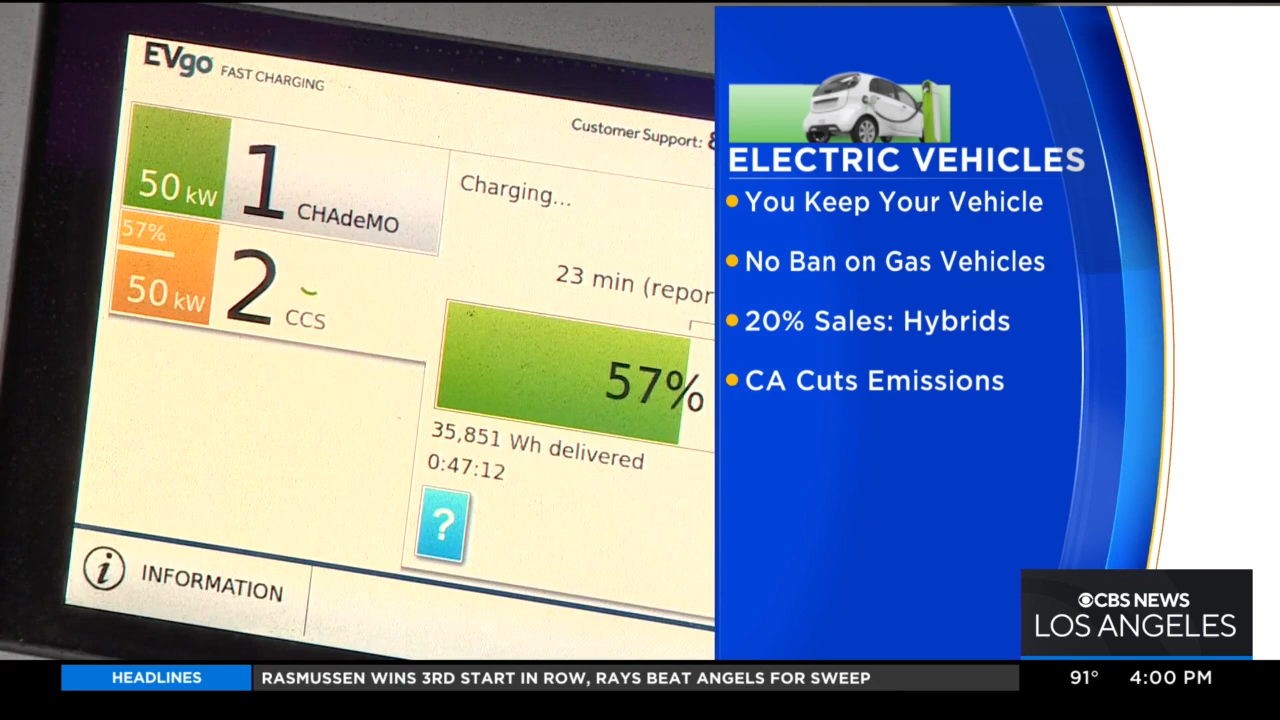 EVgo FAST CHARGING
Customer Support:
50 kW 1 CHAdeMO
57%
50 kW 2 CCS
Charging...
23 min (repor
57%
35,851 Wh delivered
0:47:12
?
i INFORMATION
ELECTRIC VEHICLES
You Keep Your Vehicle
No Ban on Gas Vehicles
20% Sales: Hybrids
CA Cuts Emissions
CBS NEWS
LOS ANGELES
HEADLINES RASMUSSEN WINS 3RD START IN ROW, RAYS BEAT ANGELS FOR SWEEP 91° 4:00 PM